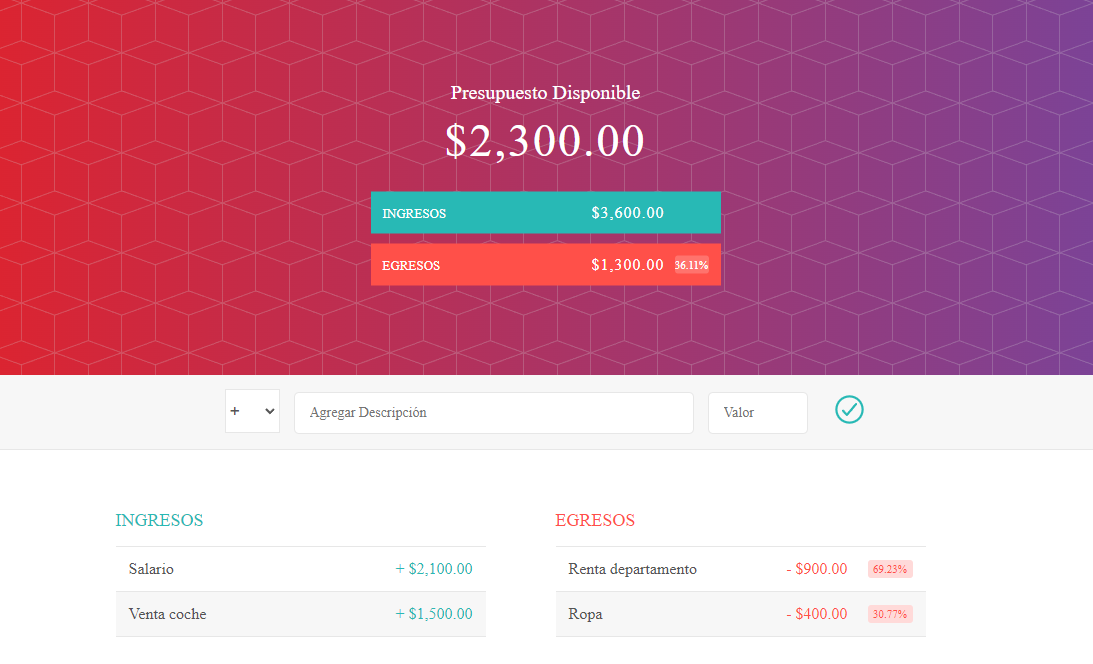 Presupuesto Disponible
$2,300.00
INGRESOS $3,600.00
EGRESOS $1,300.00 36.11%
+ Agregar Descripción Valor
INGRESOS
Salario + $2,100.00
Venta coche + $1,500.00
EGRESOS
Renta departamento - $900.00 69.23%
Ropa - $400.00 30.77%